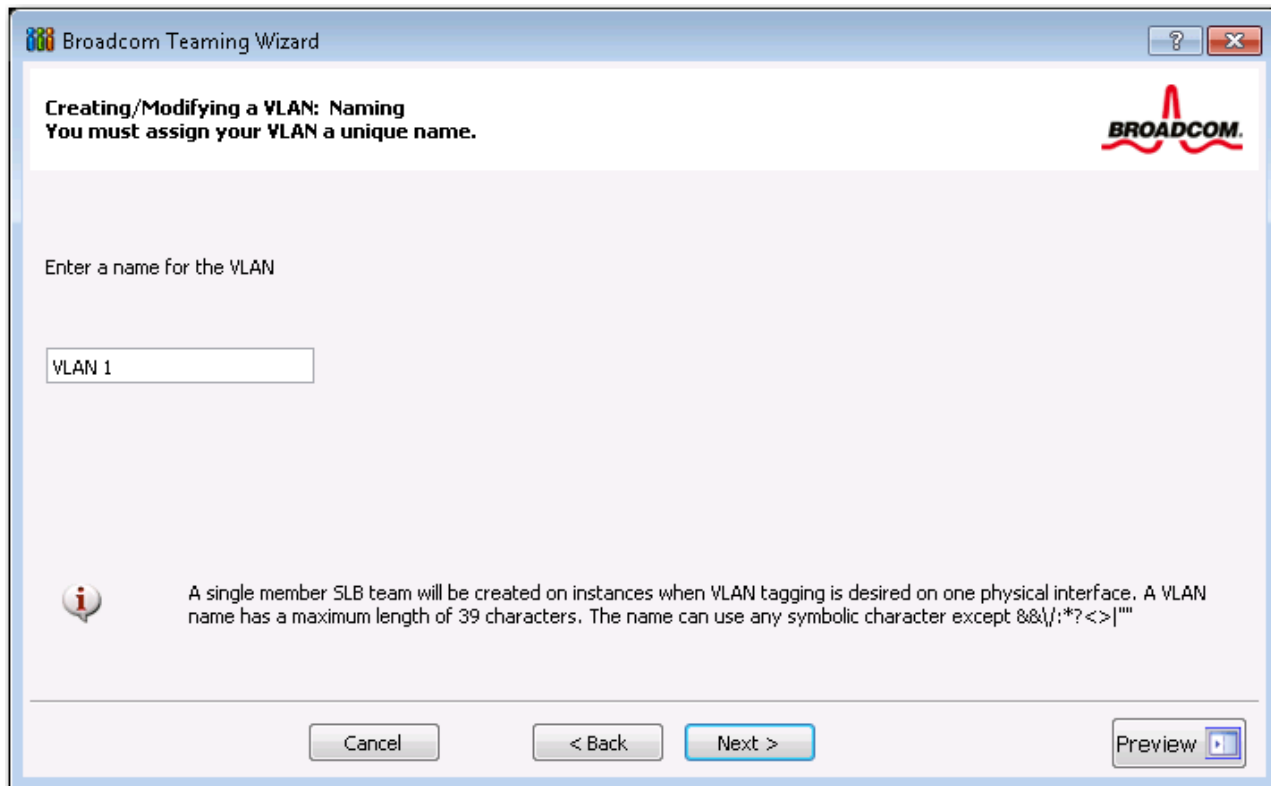 Broadcom Teaming Wizard
?
Creating/Modifying a VLAN: Naming
You must assign your VLAN a unique name.
BROADCOM.
Enter a name for the VLAN
VLAN 1
A single member SLB team will be created on instances when VLAN tagging is desired on one physical interface. A VLAN
name has a maximum length of 39 characters. The name can use any symbolic character except &&\/:*?<>|""
Cancel
< Back
Next >
Preview